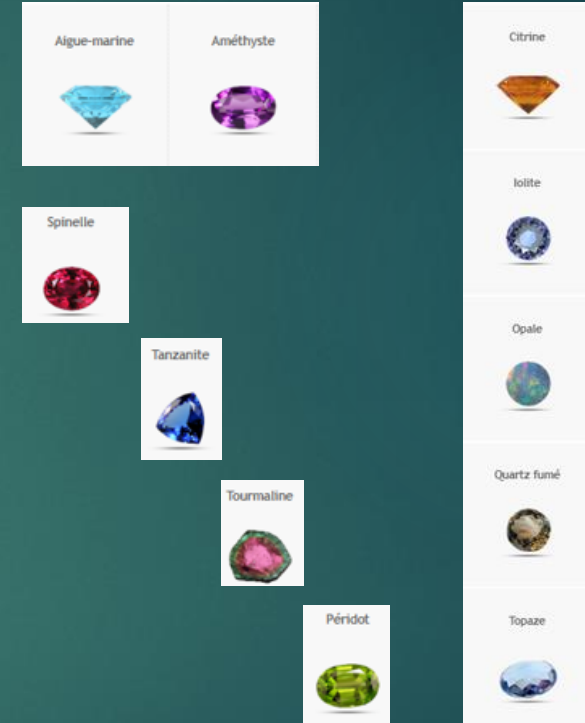 Aigue-marine
Améthyste
Citrine
Iolite
Spinelle
Opale
Tanzanite
Quartz fumé
Tourmaline
Péridot
Topaze